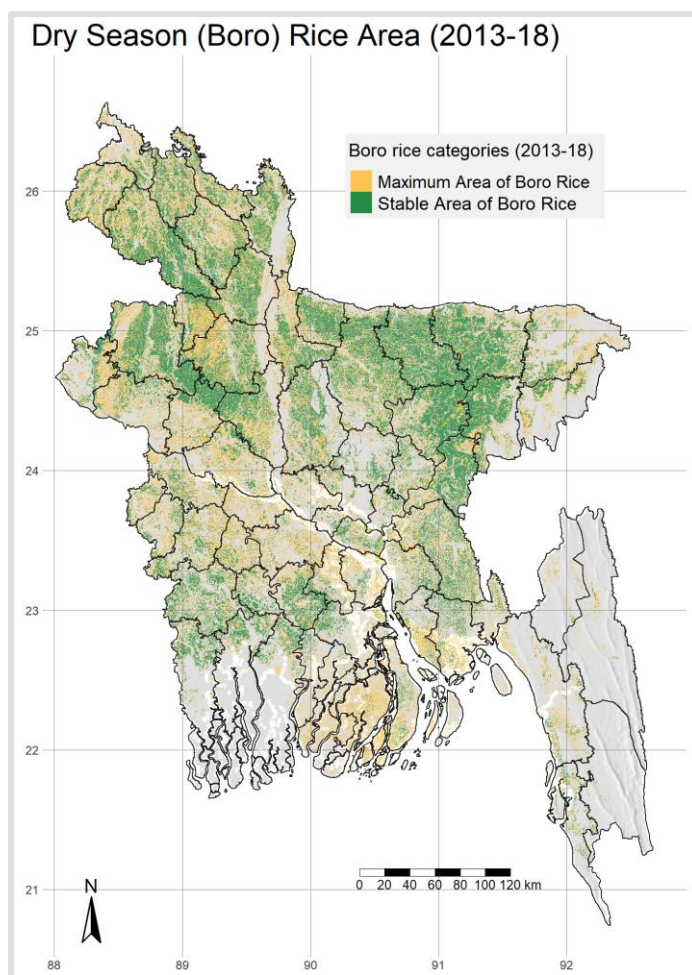 Dry Season (Boro) Rice Area (2013-18)
Boro rice categories (2013-18)
Maximum Area of Boro Rice
Stable Area of Boro Rice
26
25
24
23
22
21
N
0 20 40 60 80 100 120 km
88 89 90 91 92